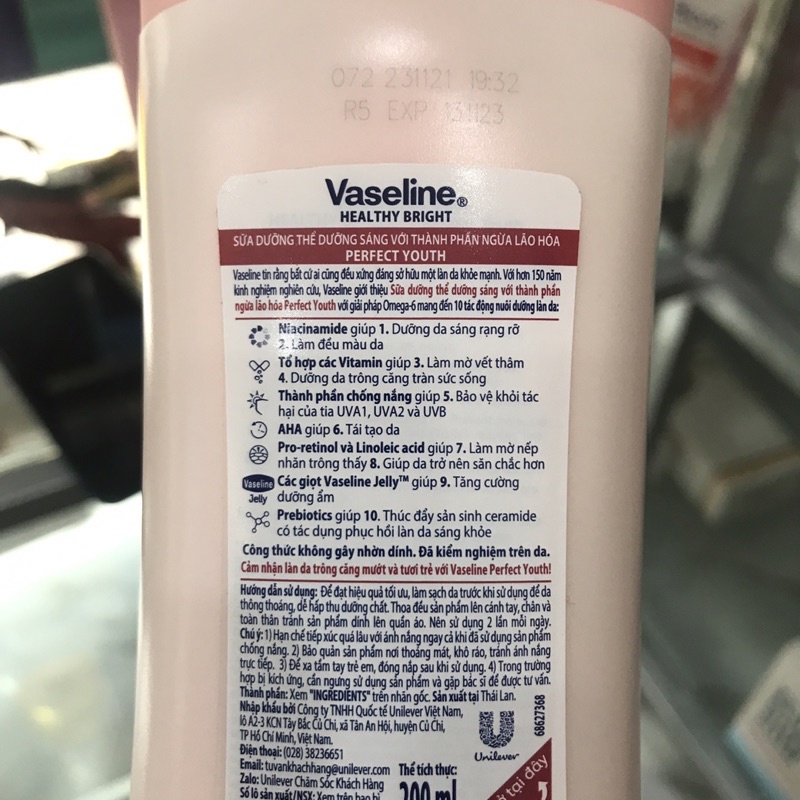 072 231121 19:32
R5 EXP 131123
Vaseline®
HEALTHY BRIGHT
SỮA DƯỠNG THỂ DƯỠNG SÁNG VỚI THÀNH PHẦN NGỪA LÃO HÓA
PERFECT YOUTH
Vaseline tin rằng bất cứ ai cũng đều xứng đáng sở hữu một làn da khỏe mạnh. Với hơn 150 năm
kinh nghiệm nghiên cứu, Vaseline giới thiệu Sữa dưỡng thể dưỡng sáng với thành phần
ngừa lão hóa Perfect Youth với giải pháp Omega-6 mang đến 10 tác động nuôi dưỡng làn da:
Niacinamide giúp 1. Dưỡng da sáng rạng rỡ
2. Làm đều màu da
Tổ hợp các Vitamin giúp 3. Làm mờ vết thâm
4. Dưỡng da trông căng tràn sức sống
Thành phần chống nắng giúp 5. Bảo vệ khỏi tác
hại của tia UVA1, UVA2 và UVB
AHA giúp 6. Tái tạo da
Pro-retinol và Linoleic acid giúp 7. Làm mờ nếp
nhăn trông thấy 8. Giúp da trở nên săn chắc hơn
Vaseline
Jelly
Các giọt Vaseline Jelly™ giúp 9. Tăng cường
dưỡng ẩm
Prebiotics giúp 10. Thúc đẩy sản sinh ceramide
có tác dụng phục hồi làn da sáng khỏe
Công thức không gây nhờn dính. Đã kiểm nghiệm trên da.
Cảm nhận làn da trông căng mướt và tươi trẻ với Vaseline Perfect Youth!
Hướng dẫn sử dụng: Để đạt hiệu quả tối ưu, làm sạch da trước khi sử dụng để da
thông thoáng, dễ hấp thu dưỡng chất. Thoa đều sản phẩm lên cánh tay, chân và
toàn thân tránh sản phẩm dính lên quần áo. Nên sử dụng 2 lần mỗi ngày.
Chú ý: 1) Hạn chế tiếp xúc quá lâu với ánh nắng ngay cả khi đã sử dụng sản phẩm
chống nắng. 2) Bảo quản sản phẩm nơi thoáng mát, khô ráo, tránh ánh nắng
trực tiếp. 3) Để xa tầm tay trẻ em, đóng nắp sau khi sử dụng. 4) Trong trường
hợp bị kích ứng, cần ngưng sử dụng sản phẩm và gặp bác sĩ để được tư vấn.
Thành phần: Xem "INGREDIENTS" trên nhãn gốc. Sản xuất tại Thái Lan.
Nhập khẩu bởi Công ty TNHH Quốc tế Unilever Việt Nam,
lô A2-3 KCN Tây Bắc Củ Chi, xã Tân An Hội, huyện Củ Chi,
TP Hồ Chí Minh, Việt Nam.
Điện thoại: (028) 38236651
Email: tuvankhachhang@unilever.com
Zalo: Unilever Chăm Sóc Khách Hàng
Số lô sản xuất/NSX: Xem trên bao bì
Unilever
68627368
Thể tích thực:
200 ml
tại đây